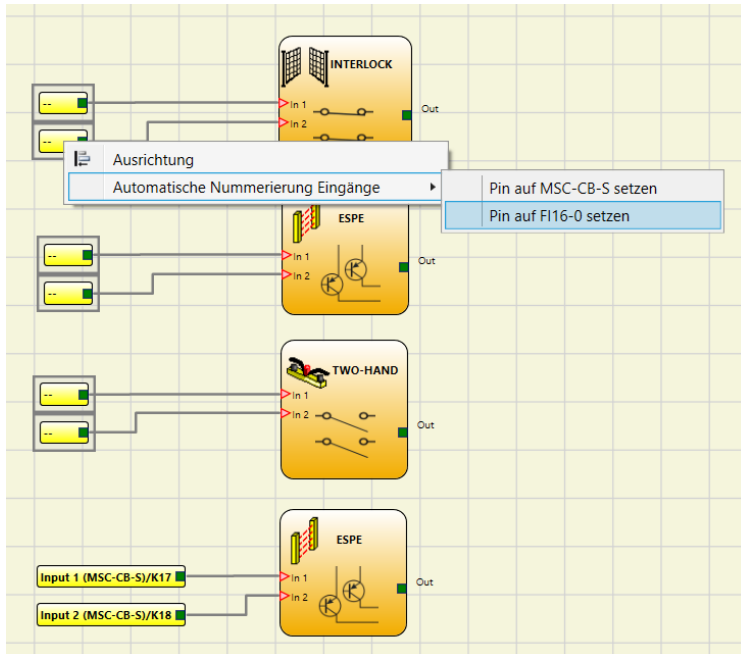 INTERLOCK
--
In 1
Out
--
In 2
Ausrichtung
Automatische Nummerierung Eingänge
Pin auf MSC-CB-S setzen
Pin auf FI16-0 setzen
ESPE
--
In 1
Out
--
In 2
TWO-HAND
--
In 1
--
In 2
Out
ESPE
Input 1 (MSC-CB-S)/K17
In 1
Out
Input 2 (MSC-CB-S)/K18
In 2